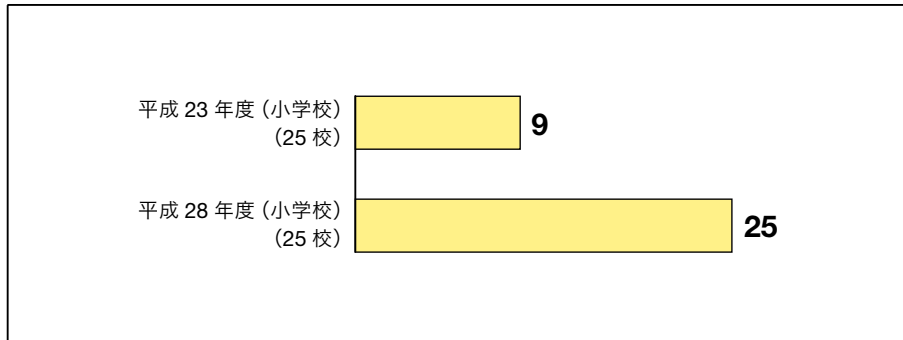 平成 23 年度（小学校）
（25 校）
9
平成 28 年度（小学校）
（25 校）
25